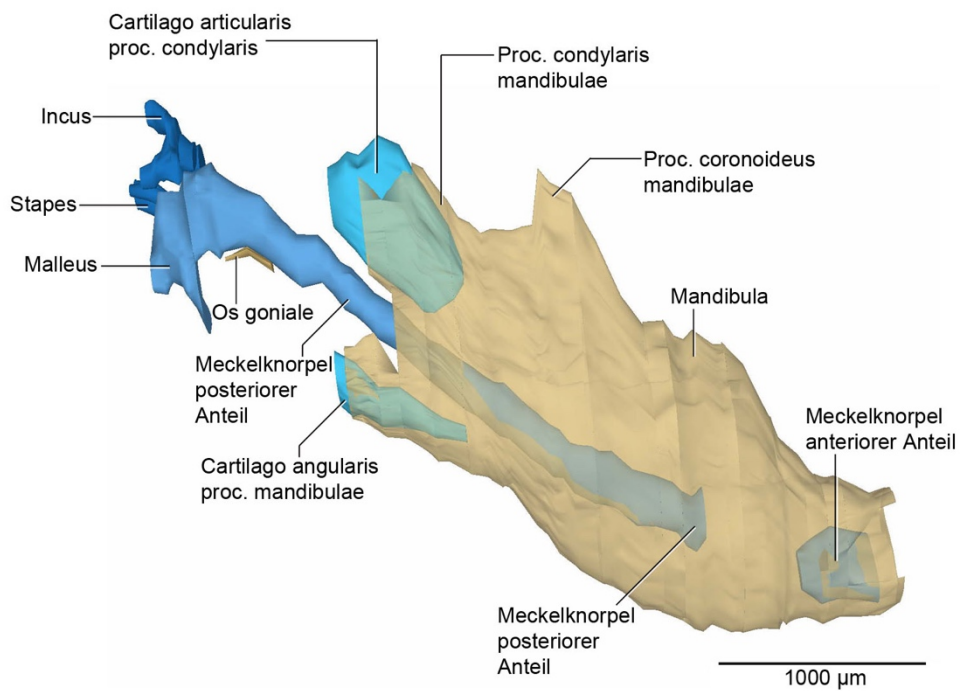 Cartilago articularis
proc. condylaris
Proc. condylaris
mandibulae
Incus
Proc. coronoideus
mandibulae
Stapes
Malleus
Os goniale
Mandibula
Meckelknorpel
posteriorer
Anteil
Meckelknorpel
anteriorer Anteil
Cartilago angularis
proc. mandibulae
Meckelknorpel
posteriorer
Anteil
1000 µm